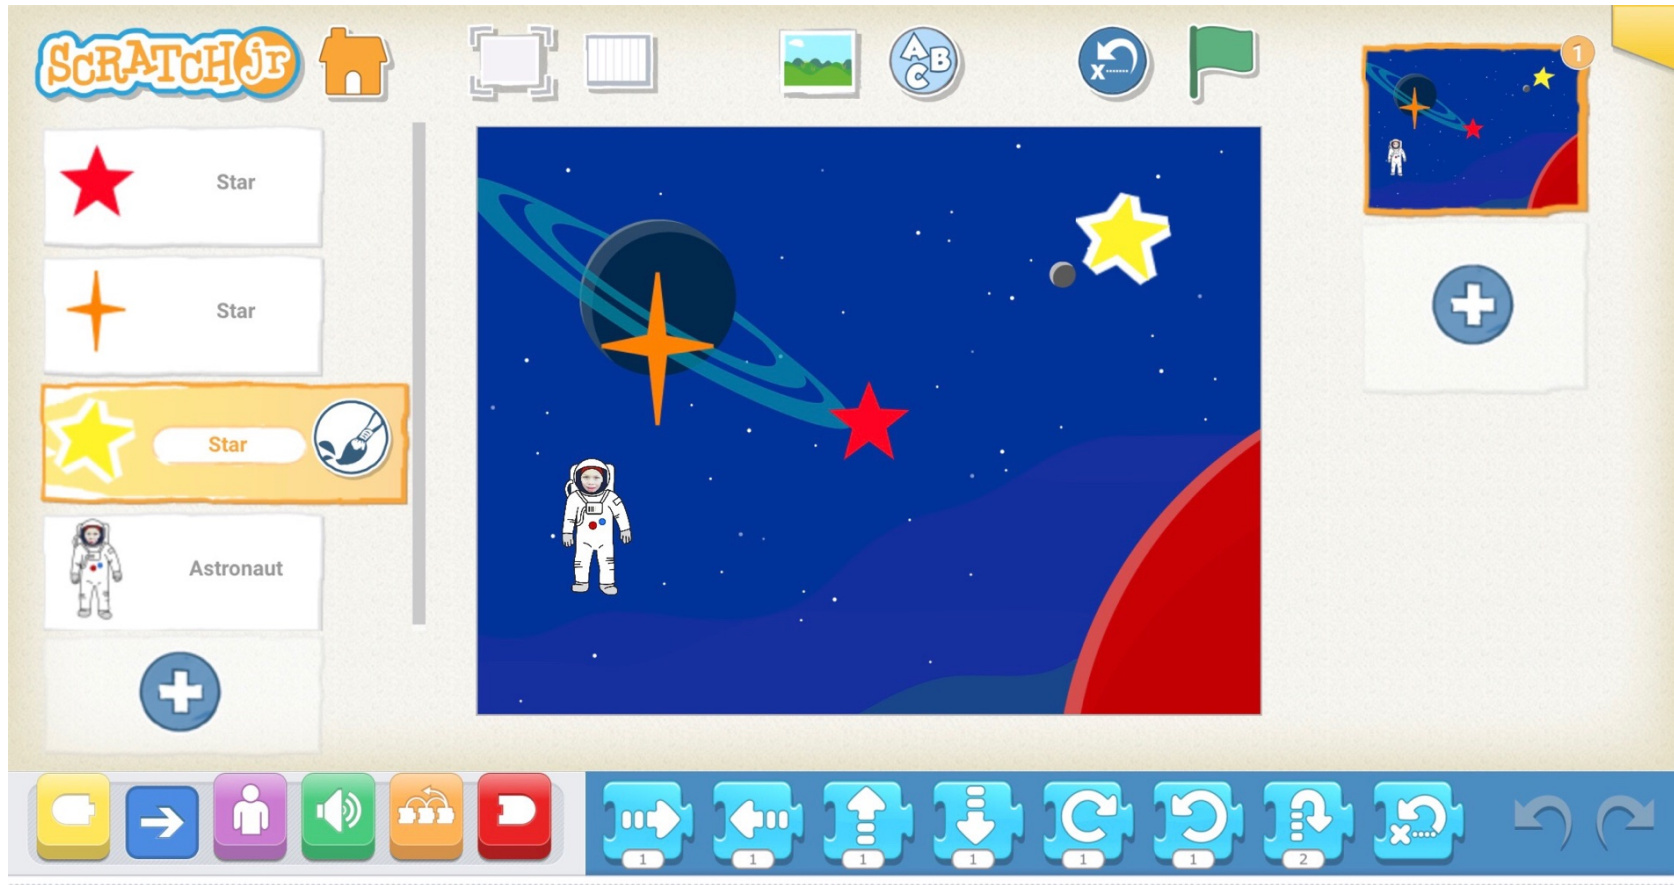 SCRATCHJr
A B C
x
1
Star
Star
Star
Astronaut
1 1 1 1 1 1 2 x